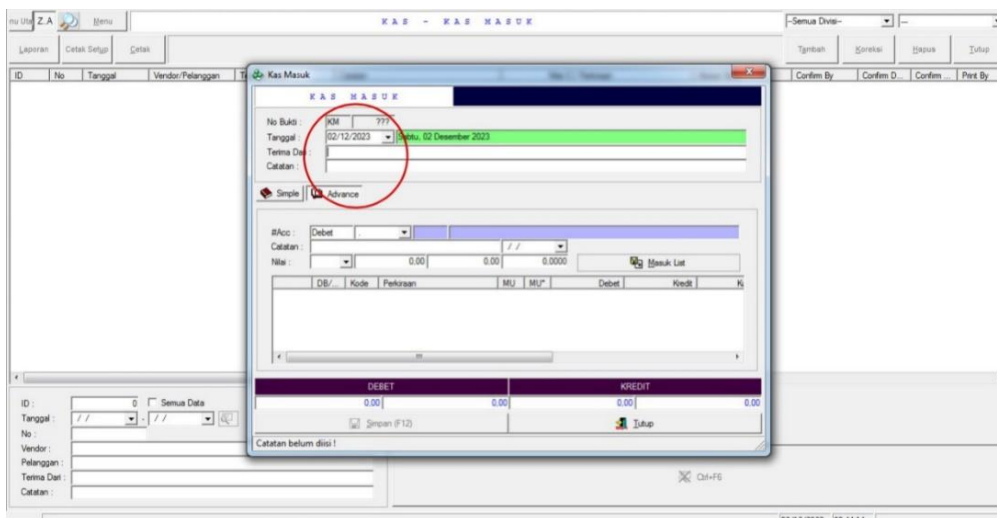 Z.A Menu KAS - KAS MASUK --Semua Divisi-- --
Laporan Cetak Setup Cetak Tambah Koreksi Hapus Tutup
ID No Tanggal Vendor/Pelanggan Confirm By Confirm D... Confirm ... Print By
Kas Masuk
KAS MASUK
No Bukti : KM ???
Tanggal : 02/12/2023 Sabtu, 02 Desember 2023
Terima Dari :
Catatan :
Simple Advance
#Acc : Debet .
Catatan : / /
Nilai : 0.00 0.00 0.0000 Masuk List
DB/... Kode Perkiraan MU MU* Debet Kredit
DEBET KREDIT
0.00 0.00 0.00 0.00
Simpan (F12) Tutup
Catatan belum diisi !
ID : 0 Semua Data
Tanggal : / / - / /
No :
Vendor :
Pelanggan :
Terima Dari : Ctrl+F6
Catatan :